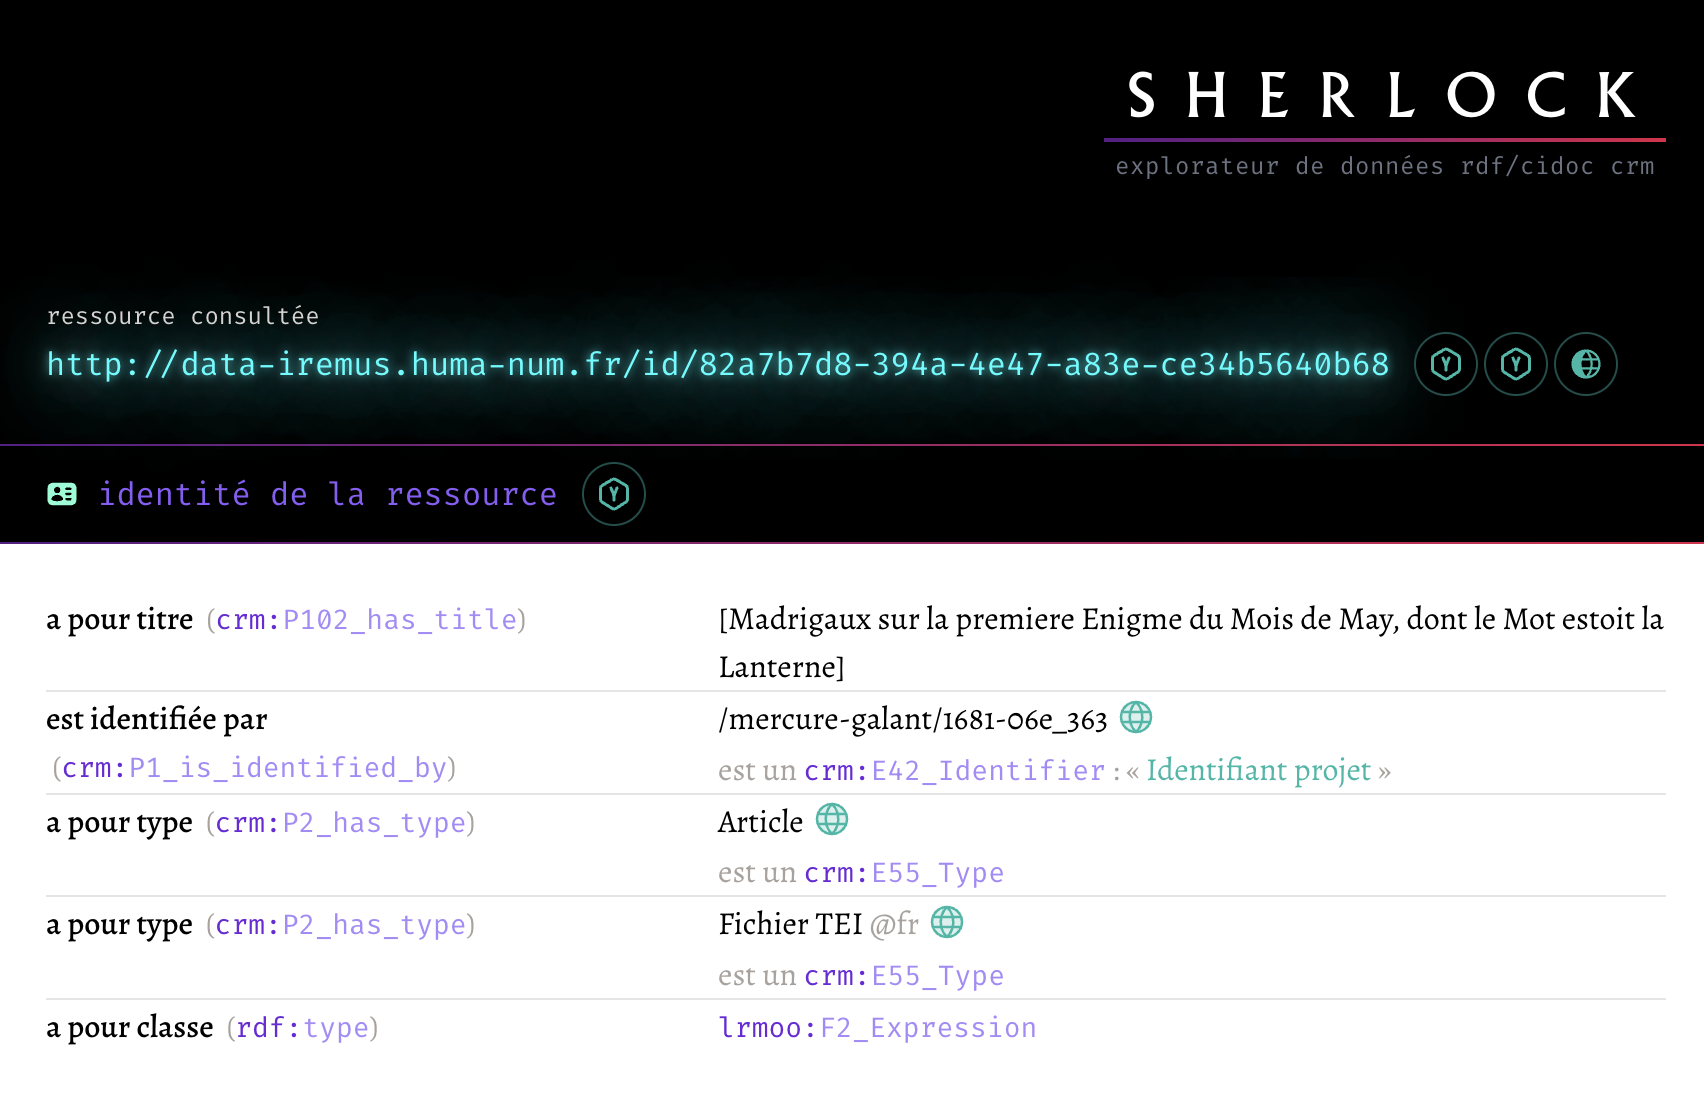 SHERLOCK
explorateur de données rdf/cidoc crm
ressource consultée
http://data-iremus.huma-num.fr/id/82a7b7d8-394a-4e47-a83e-ce34b5640b68
identité de la ressource
a pour titre (crm:P102_has_title)
[Madrigaux sur la premiere Enigme du Mois de May, dont le Mot estoit la
Lanterne]
est identifiée par
(crm:P1_is_identified_by)
/mercure-galant/1681-06e_363
est un crm:E42_Identifier : « Identifiant projet »
a pour type (crm:P2_has_type)
Article
est un crm:E55_Type
a pour type (crm:P2_has_type)
Fichier TEI @fr
est un crm:E55_Type
a pour classe (rdf:type)
lrmoo:F2_Expression